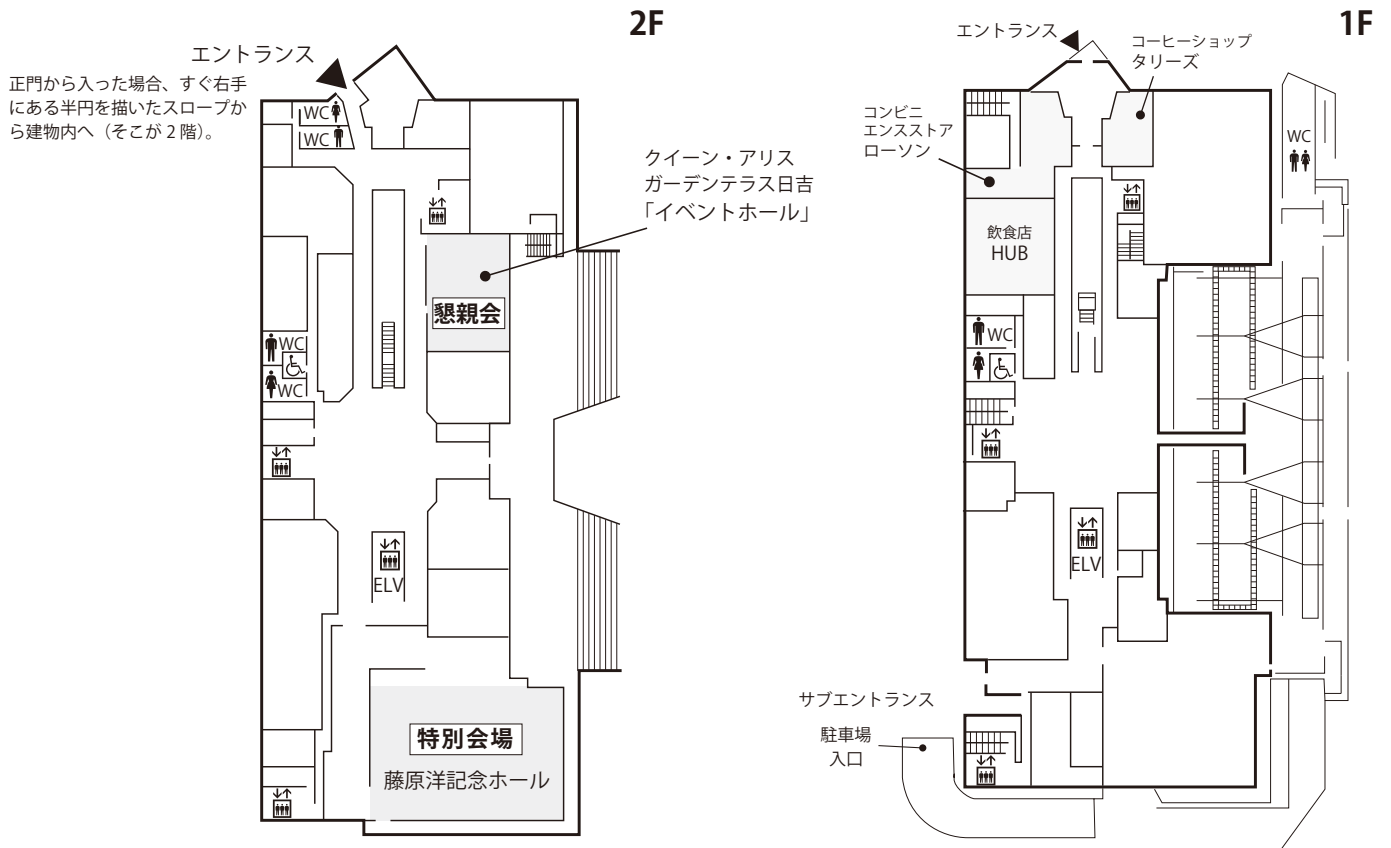 2F
エントランス
正門から入った場合、すぐ右手
にある半円を描いたスロープか
ら建物内へ（そこが 2 階）。
WC
WC
クイーン・アリス
ガーデンテラス日吉
「イベントホール」
懇親会
WC
WC
ELV
特別会場
藤原洋記念ホール
1F
エントランス
コーヒーショップ
タリーズ
コンビニ
エンスストア
ローソン
WC
飲食店
HUB
WC
ELV
サブエントランス
駐車場
入口